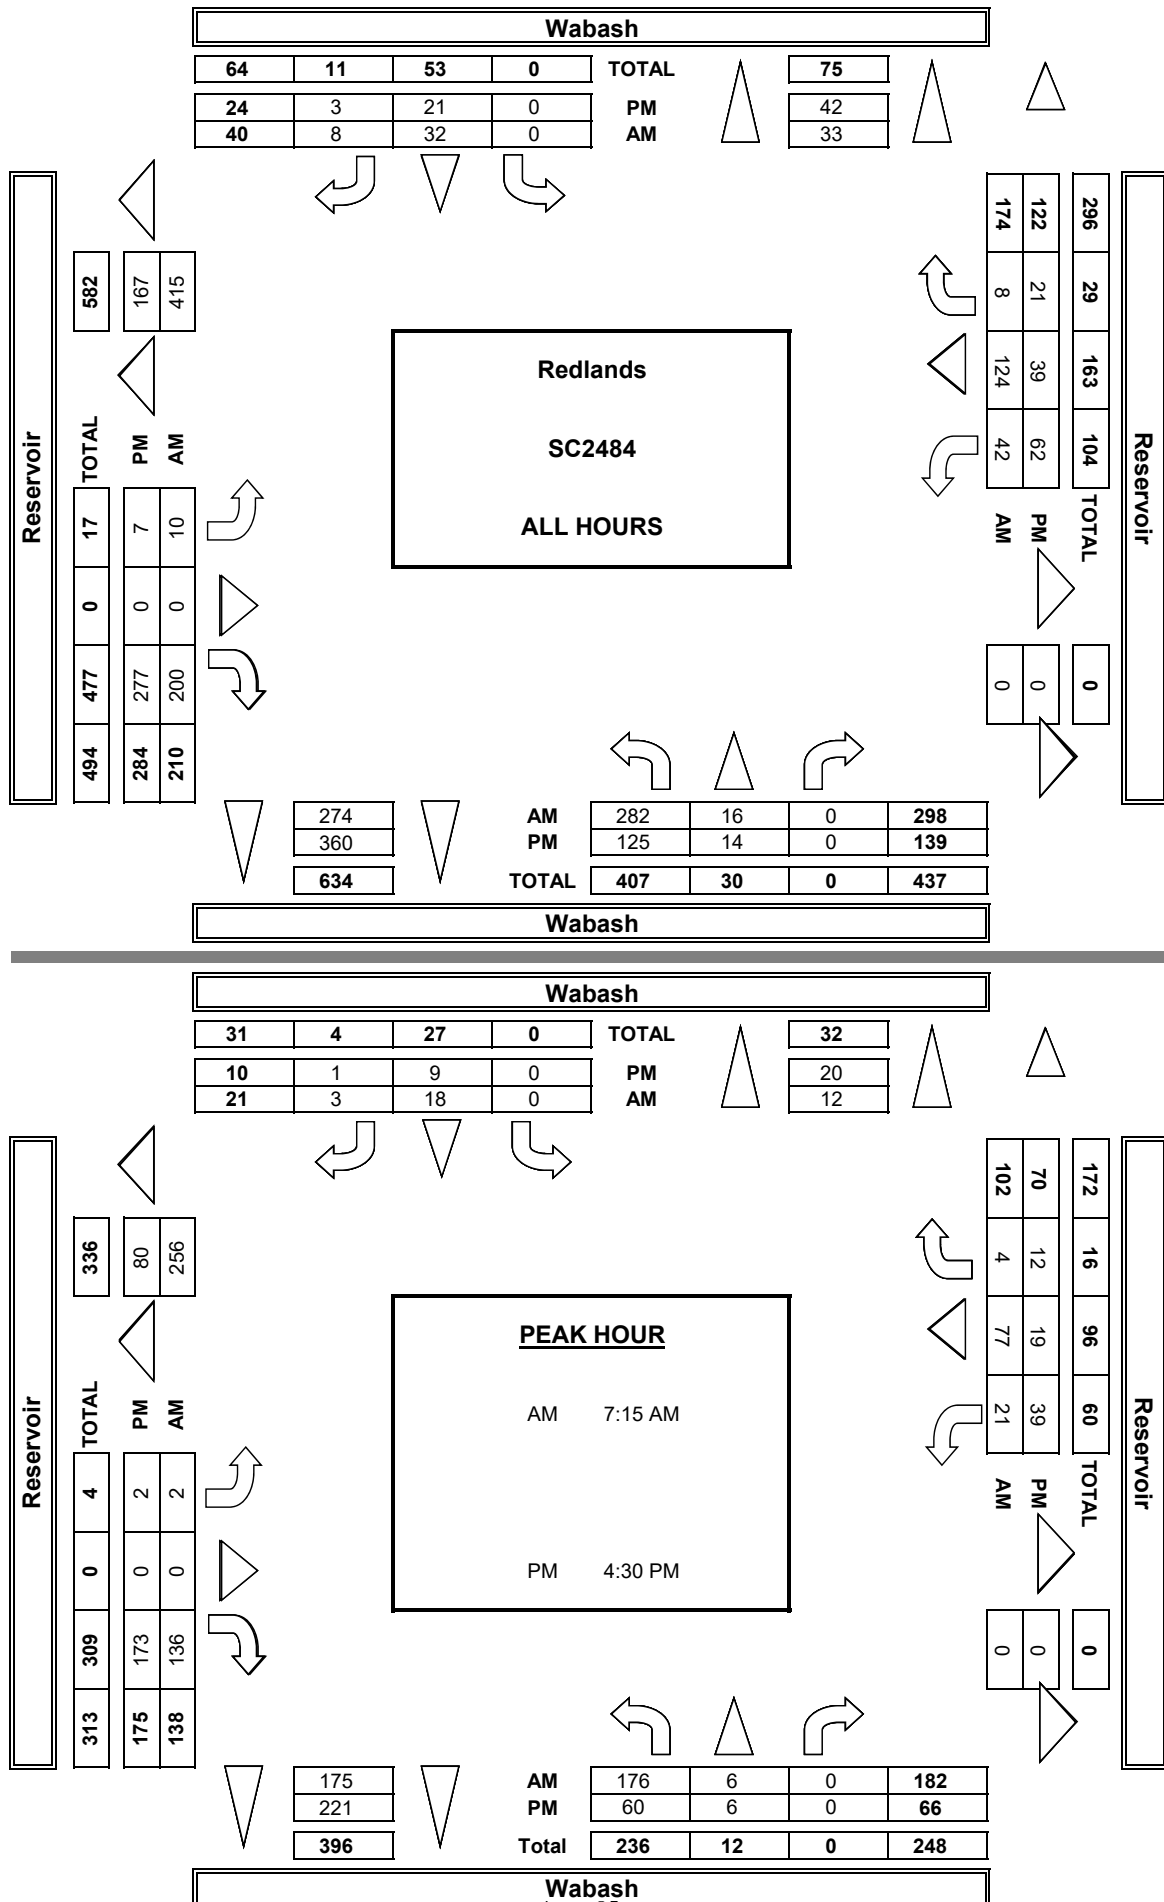 Wabash
64 11 53 0 TOTAL 75
24 3 21 0 PM 42
40 8 32 0 AM 33
Reservoir
582 167 415
TOTAL PM AM
17 7 10
0 0 0
477 277 200
494 284 210
Redlands
SC2484
ALL HOURS
174 122 296
8 21 29
124 39 163
42 62 104
AM PM TOTAL
0 0 0
Reservoir
274 AM 282 16 0 298
360 PM 125 14 0 139
634 TOTAL 407 30 0 437
Wabash
Wabash
31 4 27 0 TOTAL 32
10 1 9 0 PM 20
21 3 18 0 AM 12
Reservoir
336 80 256
TOTAL PM AM
4 2 2
0 0 0
309 173 136
313 175 138
PEAK HOUR
AM 7:15 AM
PM 4:30 PM
102 70 172
4 12 16
77 19 96
21 39 60
AM PM TOTAL
0 0 0
Reservoir
175 AM 176 6 0 182
221 PM 60 6 0 66
396 Total 236 12 0 248
Wabash